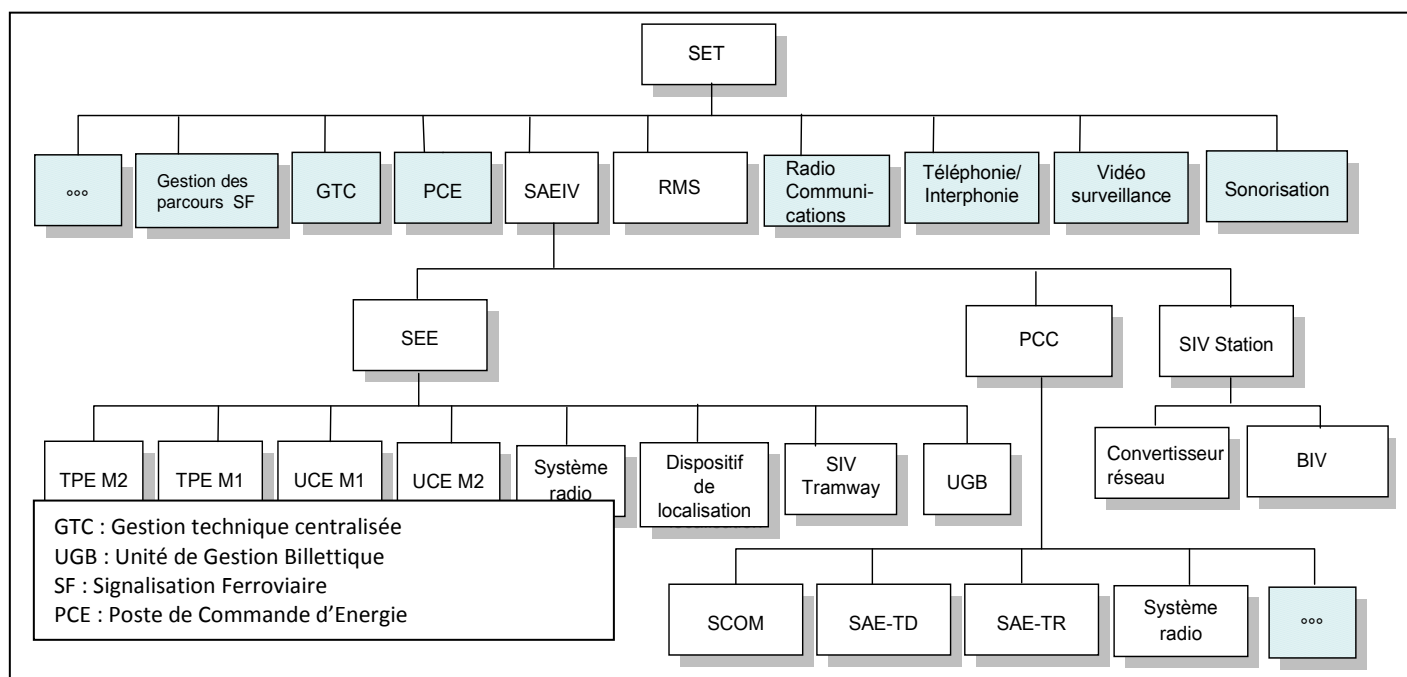 SET
°°°
Gestion des
parcours SF
GTC
PCE
SAEIV
RMS
Radio
Communi-
cations
Téléphonie/
Interphonie
Vidéo
surveillance
Sonorisation
SEE
PCC
SIV Station
TPE M2
TPE M1
UCE M1
UCE M2
Système
radio
Dispositif
de
localisation
SIV
Tramway
UGB
Convertisseur
réseau
BIV
GTC : Gestion technique centralisée
UGB : Unité de Gestion Billettique
SF : Signalisation Ferroviaire
PCE : Poste de Commande d’Energie
SCOM
SAE-TD
SAE-TR
Système
radio
°°°